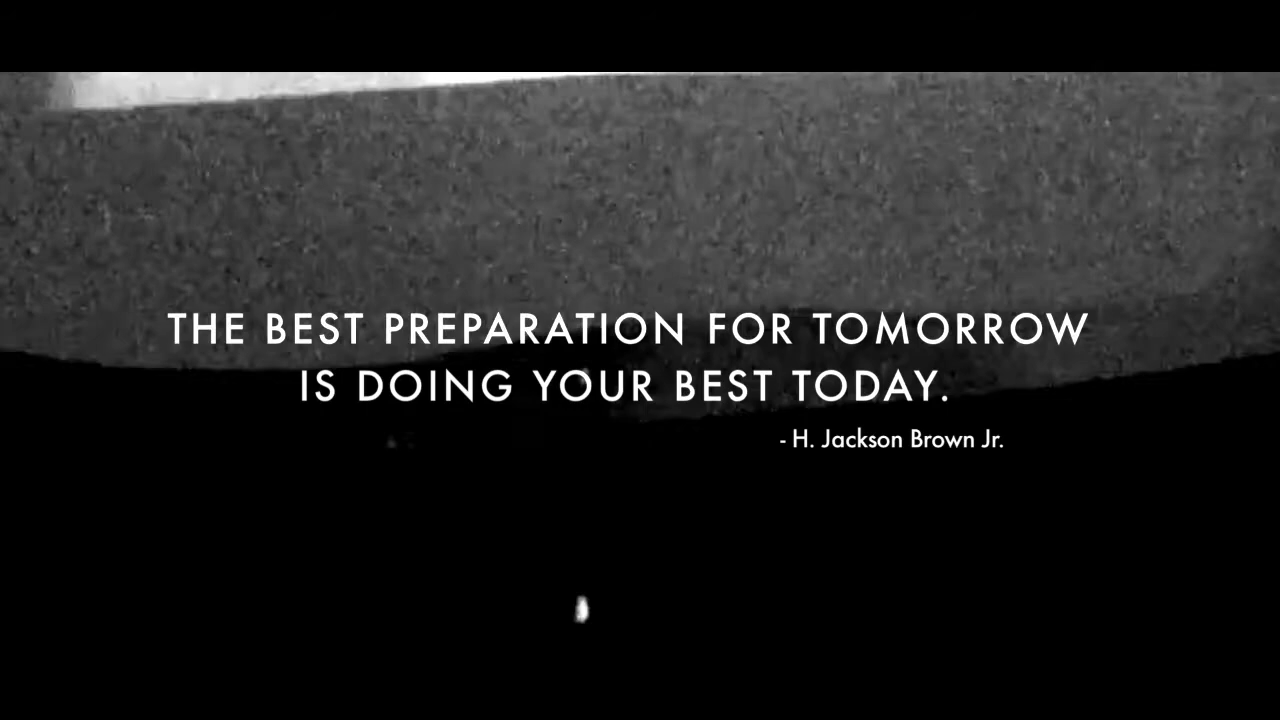 THE BEST PREPARATION FOR TOMORROW
IS DOING YOUR BEST TODAY.
- H. Jackson Brown Jr.